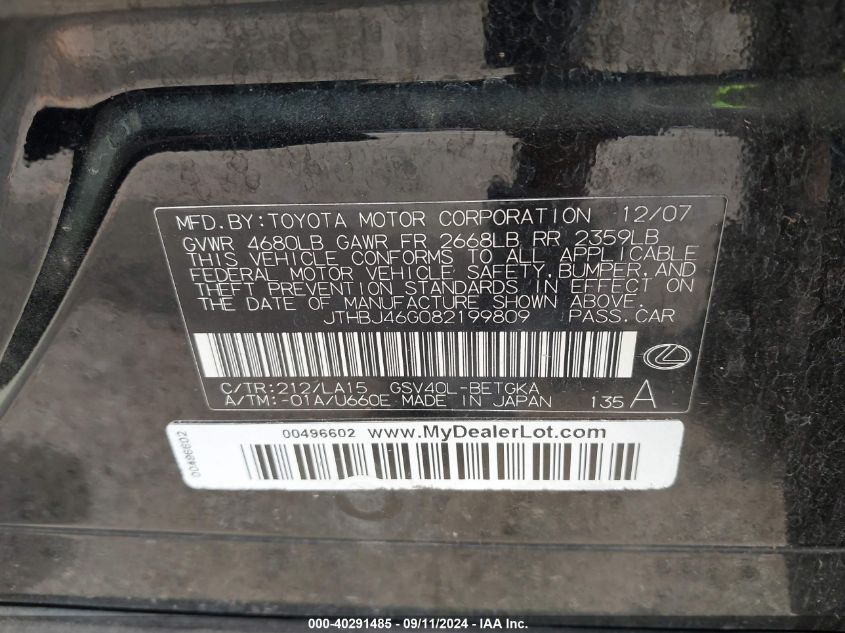 MFD.BY:TOYOTA MOTOR CORPORATION 12/07
GVWR 4680LB GAWR FR 2668LB RR 2359LB
THIS VEHICLE CONFORMS TO ALL APPLICABLE
FEDERAL MOTOR VEHICLE SAFETY,BUMPER,AND
THEFT PREVENTION STANDARDS IN EFFECT ON
THE DATE OF MANUFACTURE SHOWN ABOVE.
JTHBJ46G082199809 PASS.CAR
C/TR:212/LA15 GSV40L-BETGKA
A/TM:-01A/U660E MADE IN JAPAN 135 A
00496602 www.MyDealerLot.com
00496602
000-40291485 - 09/11/2024 - IAA Inc.